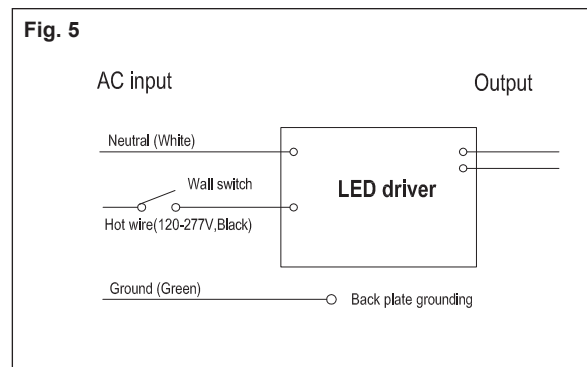 Fig. 5
AC input
Output
Neutral (White)
Wall switch
LED driver
Hot wire(120-277V,Black)
Ground (Green)
Back plate grounding